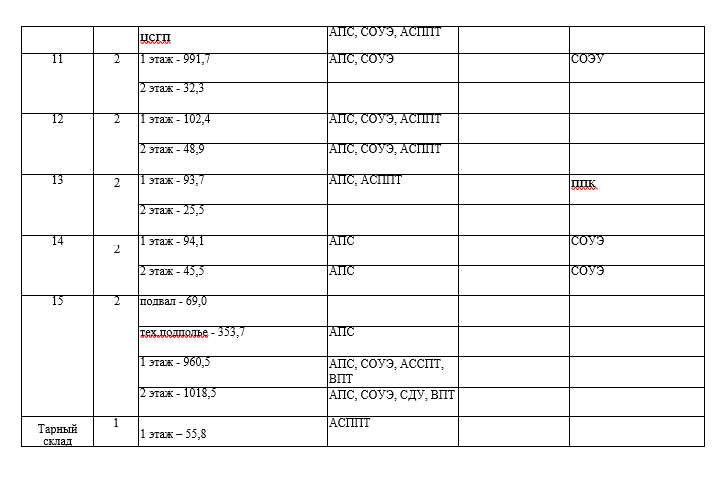 ЦСГП АПС, СОУЭ, АСППТ
11 2 1 этаж - 991,7 АПС, СОУЭ СОЭУ
2 этаж - 32,3
12 2 1 этаж - 102,4 АПС, СОУЭ, АСППТ
2 этаж - 48,9 АПС, СОУЭ, АСППТ
13 2 1 этаж - 93,7 АПС, АСППТ ППК
2 этаж - 25,5
14 2 1 этаж - 94,1 АПС СОУЭ
2 этаж - 45,5 АПС СОУЭ
15 2 подвал - 69,0
тех.подполье - 353,7 АПС
1 этаж - 960,5 АПС, СОУЭ, АССПТ,
ВПТ
2 этаж - 1018,5 АПС, СОУЭ, СДУ, ВПТ
Тарный
склад 1 1 этаж – 55,8 АСППТ